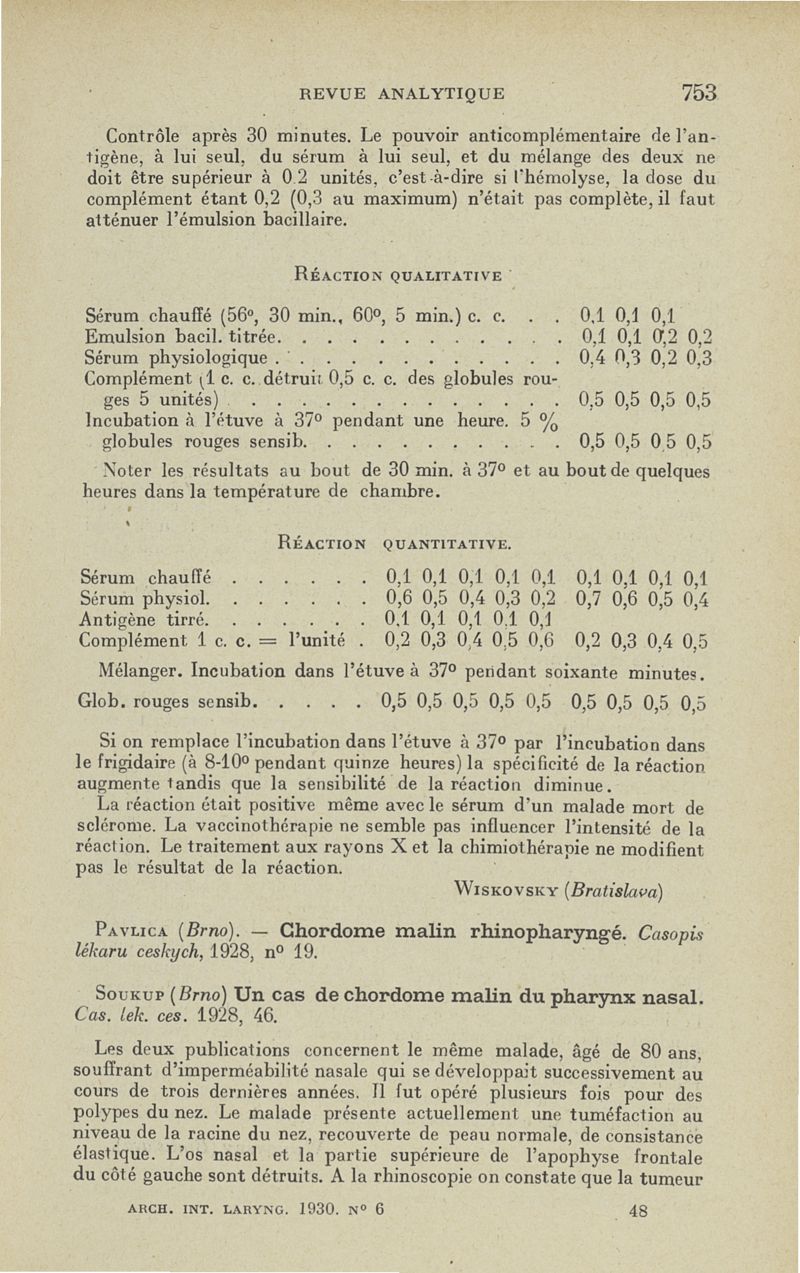 REVUE ANALYTIQUE 753
Contrôle après 30 minutes. Le pouvoir anticomplémentaire de l'an-
tigène, à lui seul, du sérum à lui seul, et du mélange des deux ne
doit être supérieur à 0.2 unités, c'est-à-dire si l'hémolyse, la dose du
complément étant 0,2 (0,3 au maximum) n'était pas complète, il faut
atténuer l'émulsion bacillaire.
RÉACTION QUALITATIVE
Sérum chauffé (56º, 30 min., 60º, 5 min.) c. c. . . 0,1 0,1 0,1
Emulsion bacil. titrée. . . . . . . . . . . . 0,1 0,1 0,2 0,2
Sérum physiologique . . . . . . . . . . . . 0,4 0,3 0,2 0,3
Complément (1 c. c. détruit 0,5 c. c. des globules rou-
ges 5 unités) . . . . . . . . . . . . . . 0,5 0,5 0,5 0,5
Incubation à l'étuve à 37º pendant une heure. 5 %
globules rouges sensib. . . . . . . . . . . 0,5 0,5 0,5 0,5
Noter les résultats au bout de 30 min. à 37º et au bout de quelques
heures dans la température de chambre.
RÉACTION QUANTITATIVE.
Sérum chauffé . . . . . . 0,1 0,1 0,1 0,1 0,1 0,1 0,1 0,1 0,1
Sérum physiol. . . . . . . 0,6 0,5 0,4 0,3 0,2 0,7 0,6 0,5 0,4
Antigène tirré. . . . . . . 0,1 0,1 0,1 0,1 0,1
Complément 1 c. c. = l'unité . 0,2 0,3 0,4 0,5 0,6 0,2 0,3 0,4 0,5
Mélanger. Incubation dans l'étuve à 37º pendant soixante minutes.
Glob. rouges sensib. . . . . 0,5 0,5 0,5 0,5 0,5 0,5 0,5 0,5 0,5
Si on remplace l'incubation dans l'étuve à 37º par l'incubation dans
le frigidaire (à 8-10º pendant quinze heures) la spécificité de la réaction
augmente tandis que la sensibilité de la réaction diminue.
La réaction était positive même avec le sérum d'un malade mort de
sclérome. La vaccinothérapie ne semble pas influencer l'intensité de la
réaction. Le traitement aux rayons X et la chimiothérapie ne modifient
pas le résultat de la réaction.
WISKOVSKY (Bratislava)
PAVLICA (Brno). — Chordome malin rhinopharyngé. Casopis
lékaru ceskych, 1928, nº 19.
SOUKUP (Brno) Un cas de chordome malin du pharynx nasal.
Cas. lek. ces. 1928, 46.
Les deux publications concernent le même malade, âgé de 80 ans,
souffrant d'imperméabilité nasale qui se développait successivement au
cours de trois dernières années. Il fut opéré plusieurs fois pour des
polypes du nez. Le malade présente actuellement une tuméfaction au
niveau de la racine du nez, recouverte de peau normale, de consistance
élastique. L'os nasal et la partie supérieure de l'apophyse frontale
du côté gauche sont détruits. A la rhinoscopie on constate que la tumeur
ARCH. INT. LARYNG. 1930. Nº 6 48